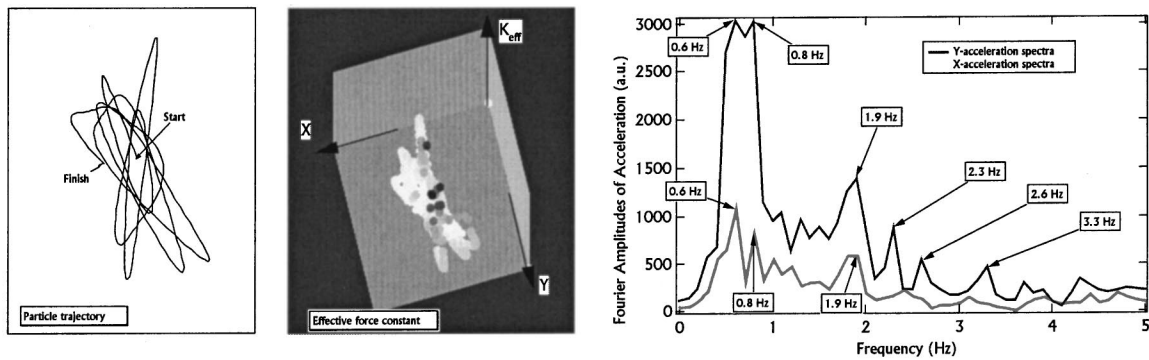 Start
Finish
Particle trajectory
K eff
X
Y
Effective force constant
Fourier Amplitudes of Acceleration (a.u.)
3000
2500
2000
1500
1000
500
0
0.6 Hz
0.8 Hz
Y-acceleration spectra
X-acceleration spectra
1.9 Hz
2.3 Hz
0.6 Hz
2.6 Hz
3.3 Hz
0.8 Hz
1.9 Hz
0 1 2 3 4 5
Frequency (Hz)